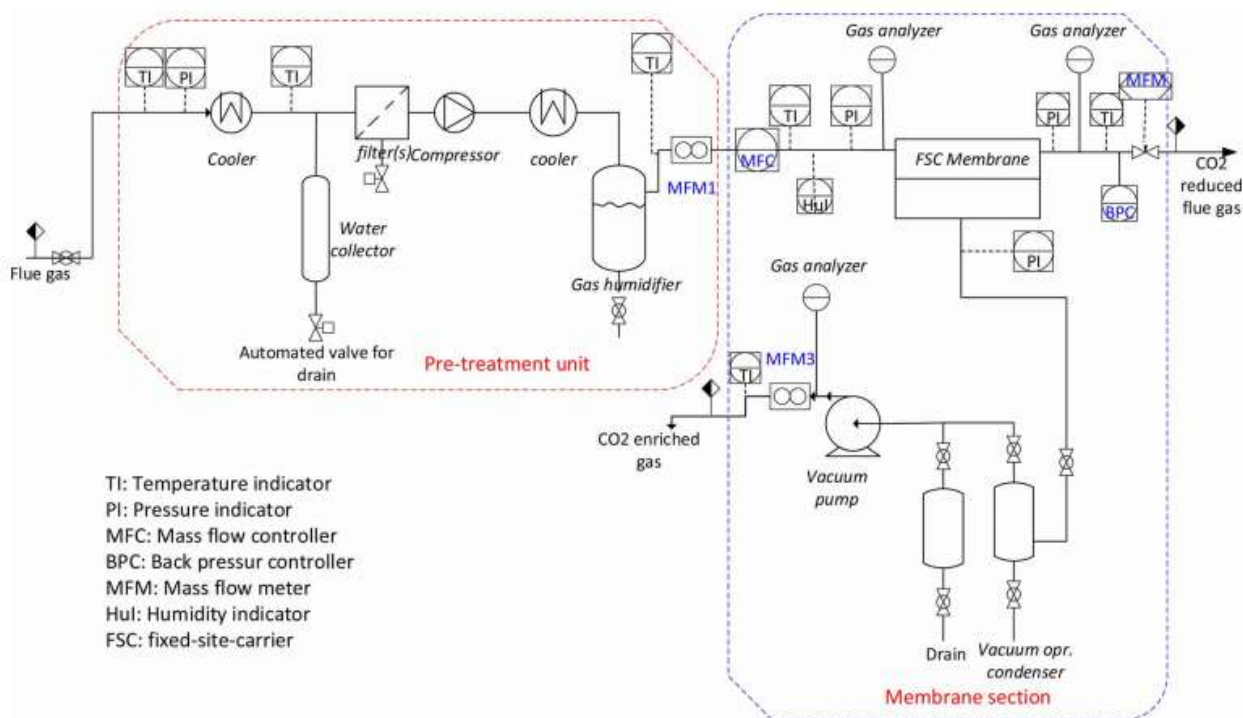 Gas analyzer
Gas analyzer
TI
PI
TI
TI
TI
PI
MFM
PI
TI
Cooler
filter(s)
Compressor
cooler
MFM1
MFC
FSC Membrane
CO2
reduced
flue gas
HuI
BPC
Water
collector
Flue gas
Gas humidifier
PI
Gas analyzer
Automated valve for
drain
Pre-treatment unit
MFM3
TI
CO2 enriched
gas
Vacuum
pump
TI: Temperature indicator
PI: Pressure indicator
MFC: Mass flow controller
BPC: Back pressur controller
MFM: Mass flow meter
HuI: Humidity indicator
FSC: fixed-site-carrier
Drain
Vacuum opr.
condenser
Membrane section